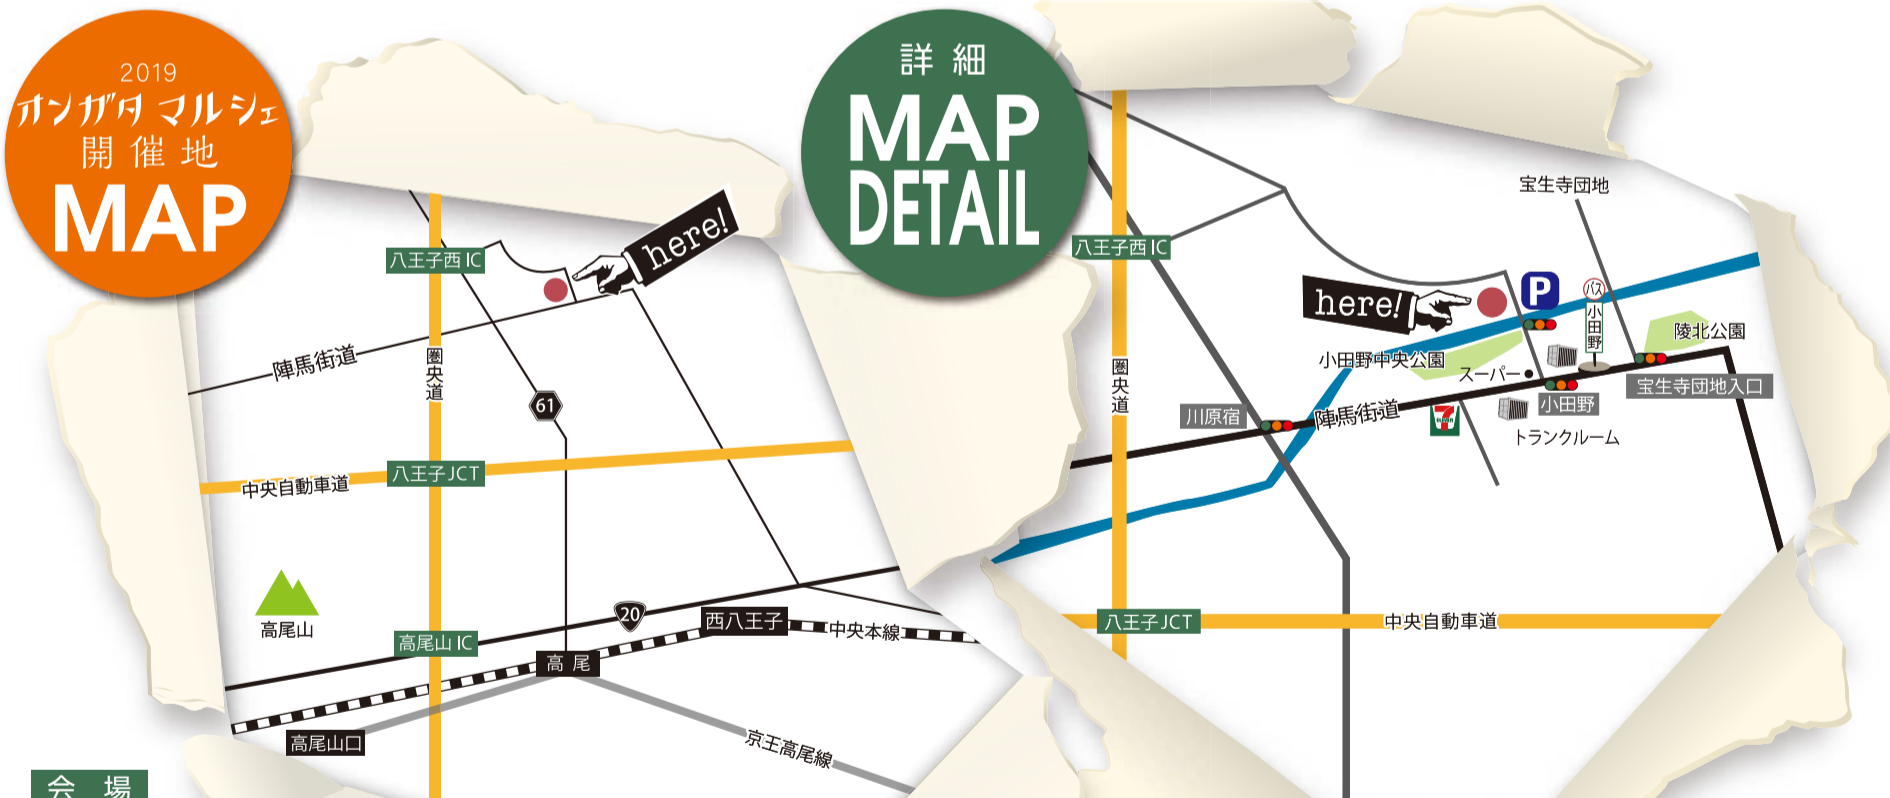 2019
オンガタ マルシェ
開催地
MAP
here!
八王子西 IC
陣馬街道
圏央道
61
八王子 JCT
中央自動車道
高尾山
20
高尾山 IC
西八王子
中央本線
高 尾
高尾山口
京王高尾線
会 場
詳 細
MAP
DETAIL
宝生寺団地
八王子西 IC
here!
P
バス
小田野
陵北公園
小田野中央公園
スーパー
圏央道
宝生寺団地入口
川原宿
陣馬街道
小田野
7
トランクルーム
八王子 JCT
中央自動車道